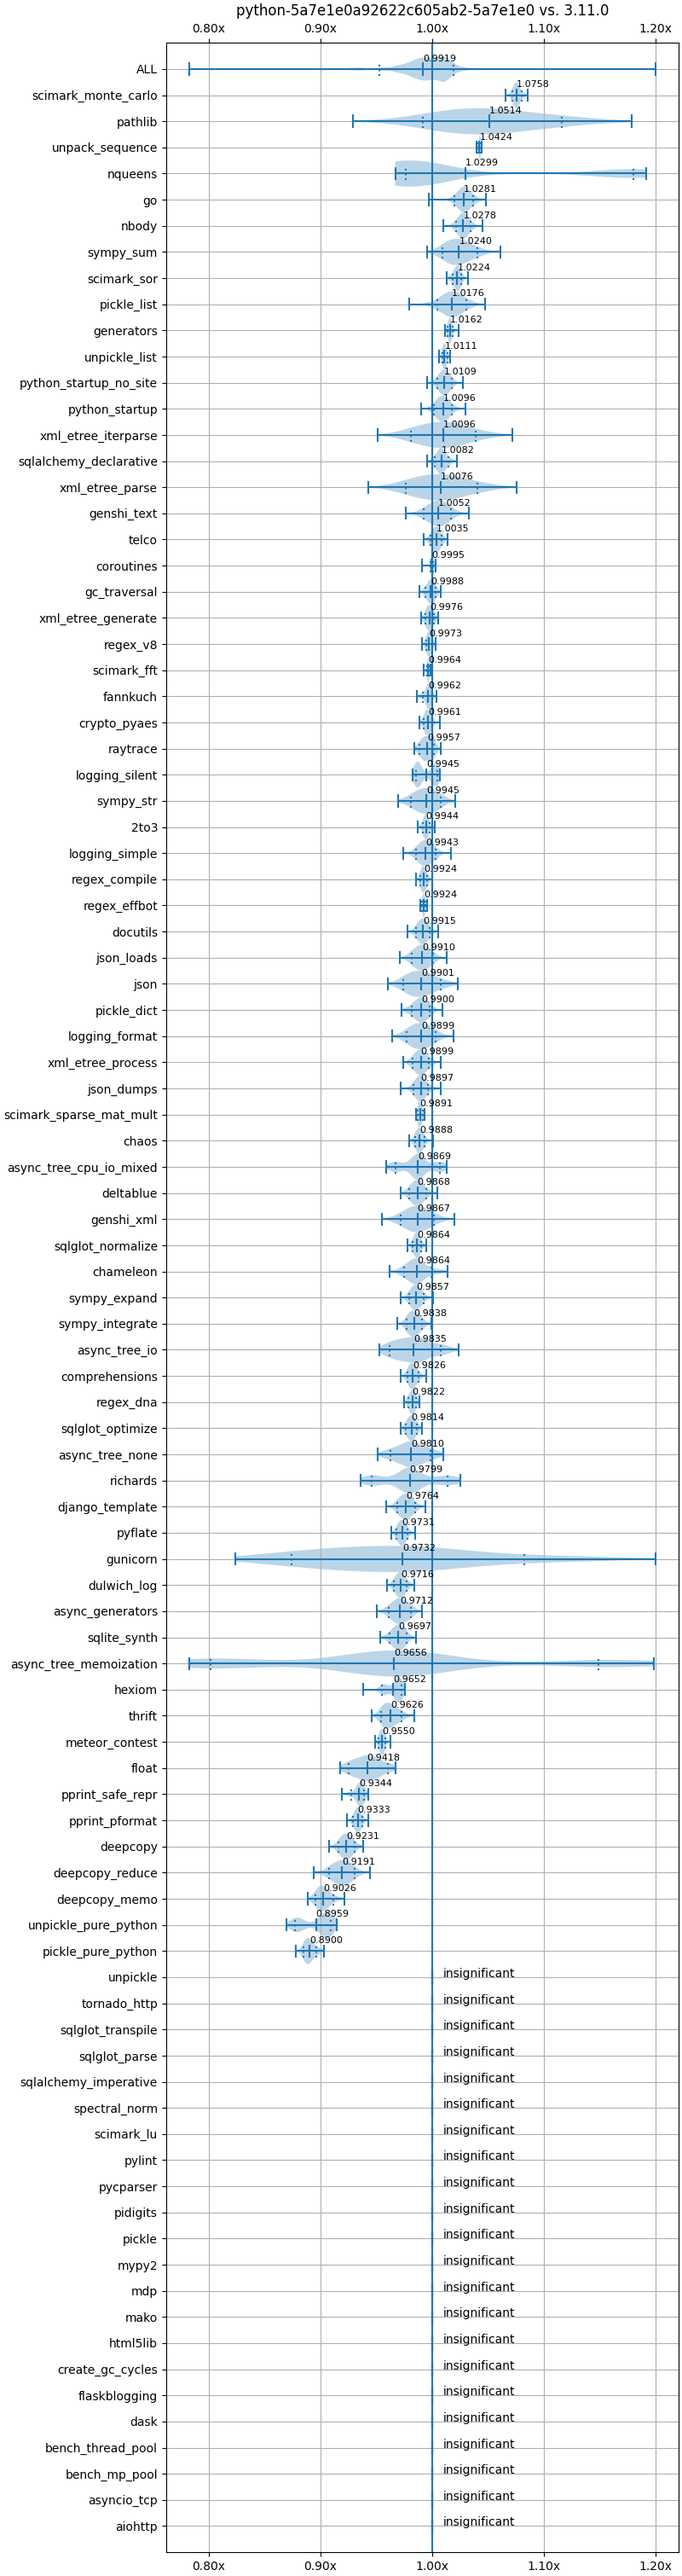 python-5a7e1e0a92622c605ab2-5a7e1e0 vs. 3.11.0
0.80x 0.90x 1.00x 1.10x 1.20x
ALL 0.9919
scimark_monte_carlo 1.0758
pathlib 1.0514
unpack_sequence 1.0424
nqueens 1.0299
go 1.0281
nbody 1.0278
sympy_sum 1.0240
scimark_sor 1.0224
pickle_list 1.0176
generators 1.0162
unpickle_list 1.0111
python_startup_no_site 1.0109
python_startup 1.0096
xml_etree_iterparse 1.0096
sqlalchemy_declarative 1.0082
xml_etree_parse 1.0076
genshi_text 1.0052
telco 1.0035
coroutines 0.9995
gc_traversal 0.9988
xml_etree_generate 0.9976
regex_v8 0.9973
scimark_fft 0.9964
fannkuch 0.9962
crypto_pyaes 0.9961
raytrace 0.9957
logging_silent 0.9945
sympy_str 0.9945
2to3 0.9944
logging_simple 0.9943
regex_compile 0.9924
regex_effbot 0.9924
docutils 0.9915
json_loads 0.9910
json 0.9901
pickle_dict 0.9900
logging_format 0.9899
xml_etree_process 0.9899
json_dumps 0.9897
scimark_sparse_mat_mult 0.9891
chaos 0.9888
async_tree_cpu_io_mixed 0.9869
deltablue 0.9868
genshi_xml 0.9867
sqlglot_normalize 0.9864
chameleon 0.9864
sympy_expand 0.9857
sympy_integrate 0.9838
async_tree_io 0.9835
comprehensions 0.9826
regex_dna 0.9822
sqlglot_optimize 0.9814
async_tree_none 0.9810
richards 0.9799
django_template 0.9764
pyflate 0.9731
gunicorn 0.9732
dulwich_log 0.9716
async_generators 0.9712
sqlite_synth 0.9697
async_tree_memoization 0.9656
hexiom 0.9652
thrift 0.9626
meteor_contest 0.9550
float 0.9418
pprint_safe_repr 0.9344
pprint_pformat 0.9333
deepcopy 0.9231
deepcopy_reduce 0.9191
deepcopy_memo 0.9026
unpickle_pure_python 0.8959
pickle_pure_python 0.8900
unpickle insignificant
tornado_http insignificant
sqlglot_transpile insignificant
sqlglot_parse insignificant
sqlalchemy_imperative insignificant
spectral_norm insignificant
scimark_lu insignificant
pylint insignificant
pycparser insignificant
pidigits insignificant
pickle insignificant
mypy2 insignificant
mdp insignificant
mako insignificant
html5lib insignificant
create_gc_cycles insignificant
flaskblogging insignificant
dask insignificant
bench_thread_pool insignificant
bench_mp_pool insignificant
asyncio_tcp insignificant
aiohttp insignificant
0.80x 0.90x 1.00x 1.10x 1.20x